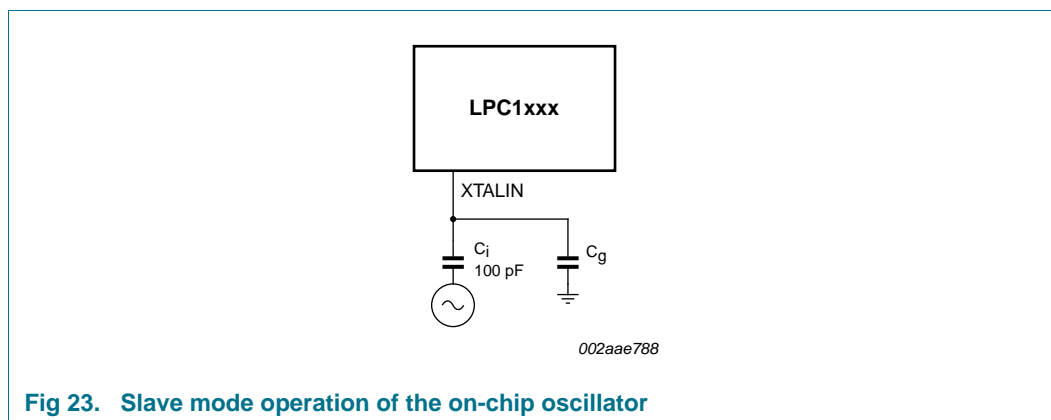 LPC1xxx
XTALIN
Ci
100 pF
Cg
002aae788
Fig 23. Slave mode operation of the on-chip oscillator